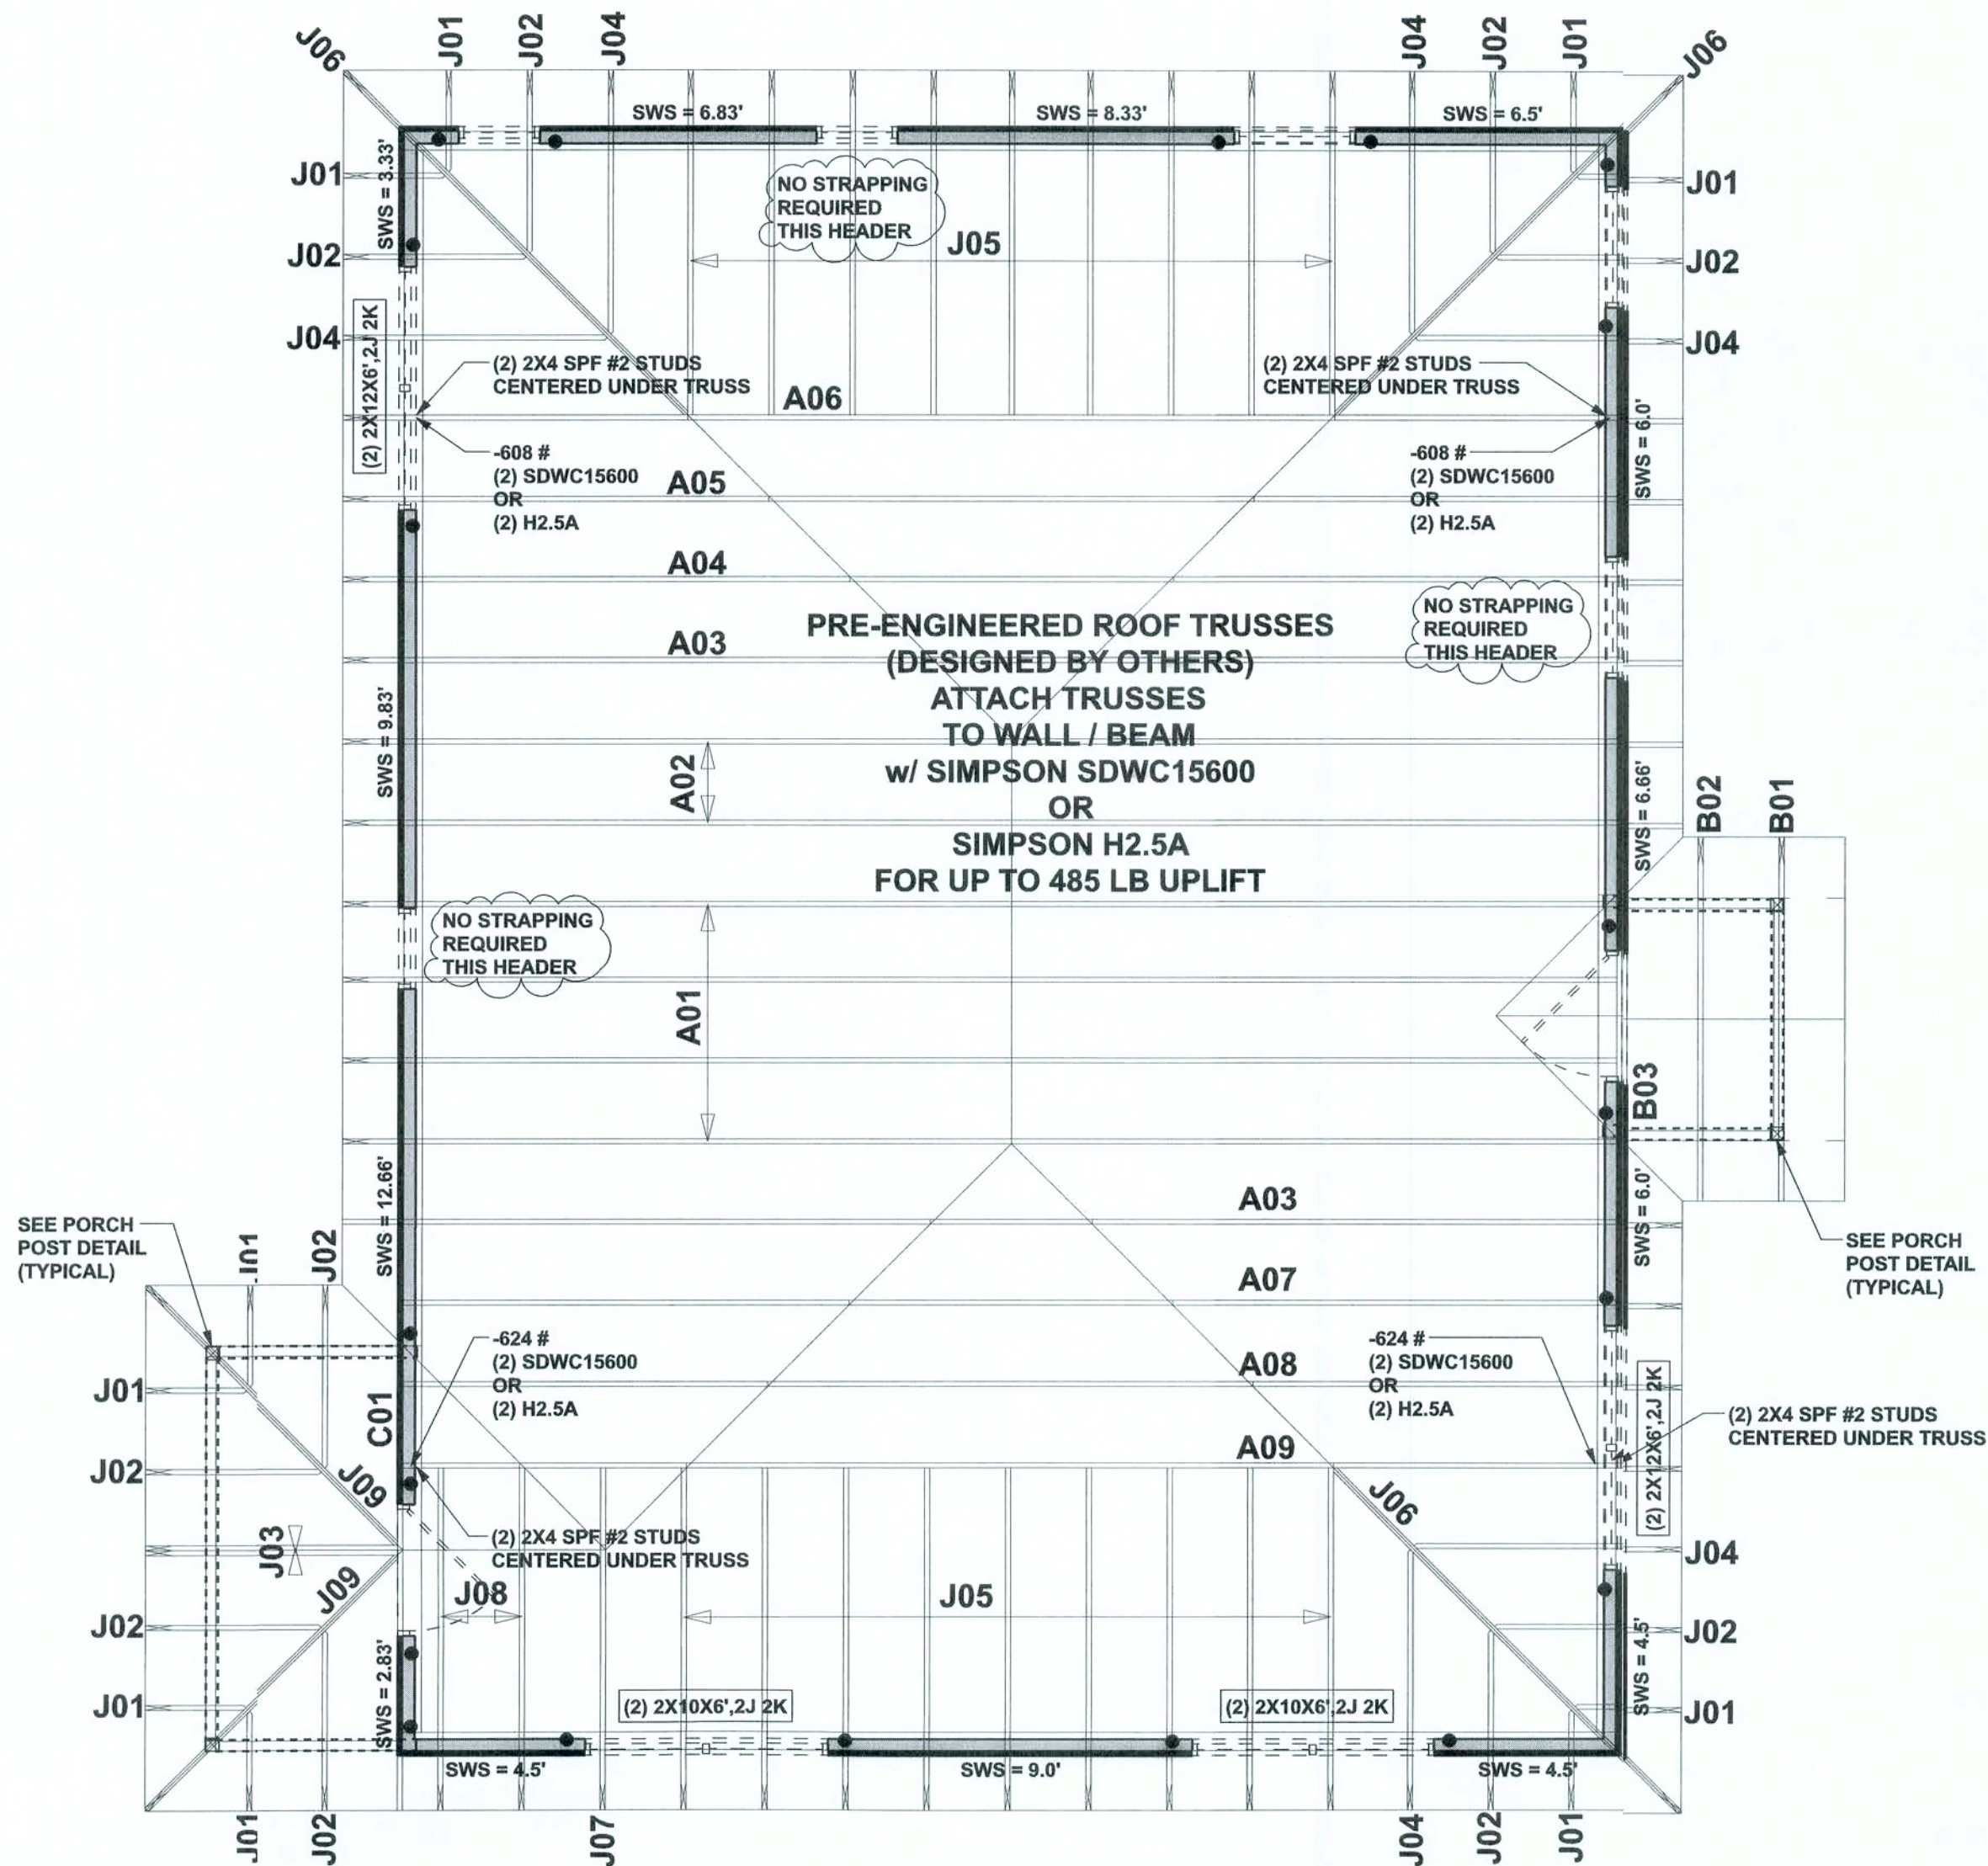 J06
J01
J02
J04
J04
J02
J01
J06
SWS = 6.83'
SWS = 8.33'
SWS = 6.5'
SWS = 3.33'
J01
J02
J04
J01
J02
J04
NO STRAPPING
REQUIRED
THIS HEADER
J05
(2) 2X12X6',2J 2K
(2) 2X4 SPF #2 STUDS
CENTERED UNDER TRUSS
(2) 2X4 SPF #2 STUDS
CENTERED UNDER TRUSS
A06
-608 #
(2) SDWC15600
OR
(2) H2.5A
-608 #
(2) SDWC15600
OR
(2) H2.5A
SWS = 6.0'
A05
A04
A03
PRE-ENGINEERED ROOF TRUSSES
(DESIGNED BY OTHERS)
ATTACH TRUSSES
TO WALL / BEAM
w/ SIMPSON SDWC15600
OR
SIMPSON H2.5A
FOR UP TO 485 LB UPLIFT
NO STRAPPING
REQUIRED
THIS HEADER
SWS = 9.83'
A02
SWS = 6.66'
B02
B01
NO STRAPPING
REQUIRED
THIS HEADER
A01
B03
SWS = 12.66'
A03
SWS = 6.0'
SEE PORCH
POST DETAIL
(TYPICAL)
J01
J02
SEE PORCH
POST DETAIL
(TYPICAL)
A07
-624 #
(2) SDWC15600
OR
(2) H2.5A
-624 #
(2) SDWC15600
OR
(2) H2.5A
A08
J01
C01
(2) 2X12X6',2J 2K
(2) 2X4 SPF #2 STUDS
CENTERED UNDER TRUSS
A09
J02
J09
J06
J03
(2) 2X4 SPF #2 STUDS
CENTERED UNDER TRUSS
J04
J09
J08
J05
J02
J02
SWS = 2.83'
SWS = 4.5'
J01
(2) 2X10X6',2J 2K
(2) 2X10X6',2J 2K
J01
SWS = 4.5'
SWS = 9.0'
SWS = 4.5'
J01
J02
J07
J04
J02
J01